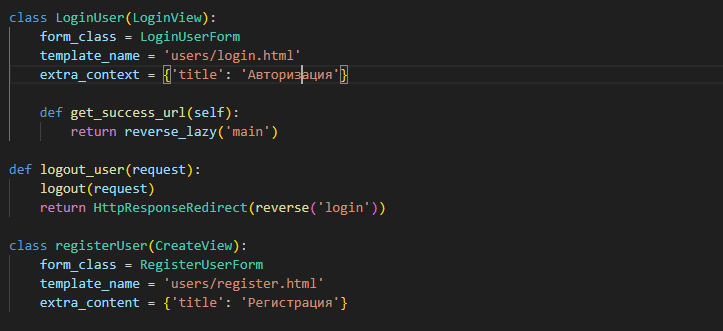 class LoginUser(LoginView):
    form_class = LoginUserForm
    template_name = 'users/login.html'
    extra_context = {'title': 'Авторизация'}
    def get_success_url(self):
        return reverse_lazy('main')
def logout_user(request):
    logout(request)
    return HttpResponseRedirect(reverse('login'))
class registerUser(CreateView):
    form_class = RegisterUserForm
    template_name = 'users/register.html'
    extra_content = {'title': 'Регистрация'}